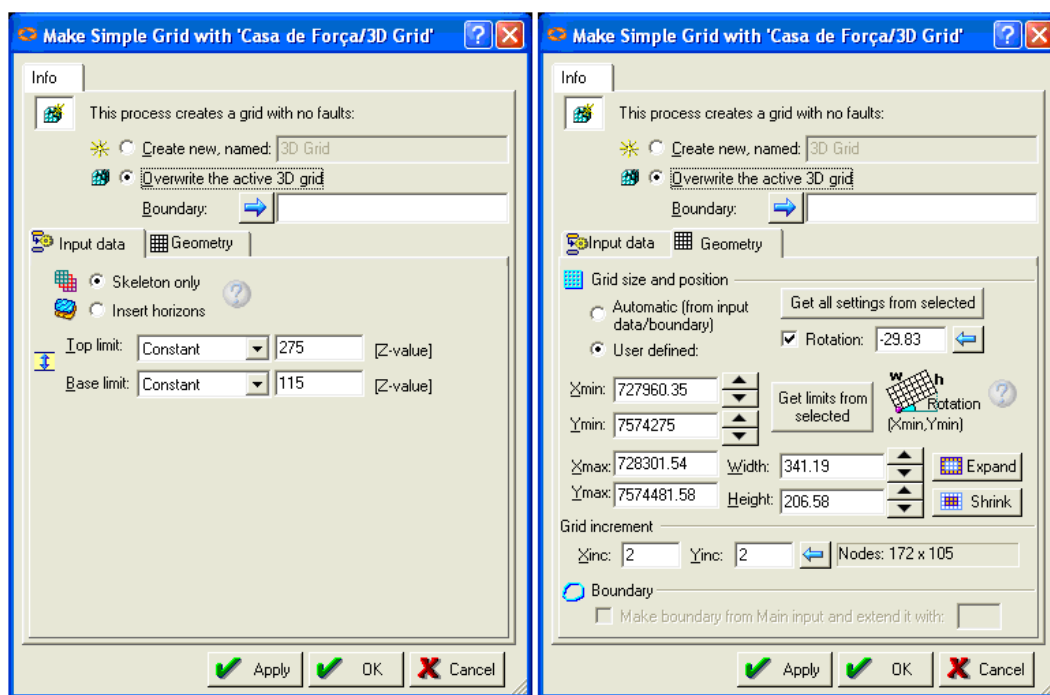 Make Simple Grid with 'Casa de Força/3D Grid'
Info
This process creates a grid with no faults:
Create new, named: 3D Grid
Overwrite the active 3D grid
Boundary:
Input data Geometry
Skeleton only
Insert horizons
Top limit: Constant 275 [Z-value]
Base limit: Constant 115 [Z-value]
Apply OK Cancel
Make Simple Grid with 'Casa de Força/3D Grid'
Info
This process creates a grid with no faults:
Create new, named: 3D Grid
Overwrite the active 3D grid
Boundary:
Input data Geometry
Grid size and position
Automatic (from input
data/boundary)
Get all settings from selected
User defined:
Rotation: -29.83
Xmin: 727960.35
Ymin: 7574275
Get limits from
selected
w h
Rotation
(Xmin,Ymin)
Xmax: 728301.54 Width: 341.19 Expand
Ymax: 7574481.58 Height: 206.58 Shrink
Grid increment
Xinc: 2 Yinc: 2 Nodes: 172 x 105
Boundary
Make boundary from Main input and extend it with:
Apply OK Cancel